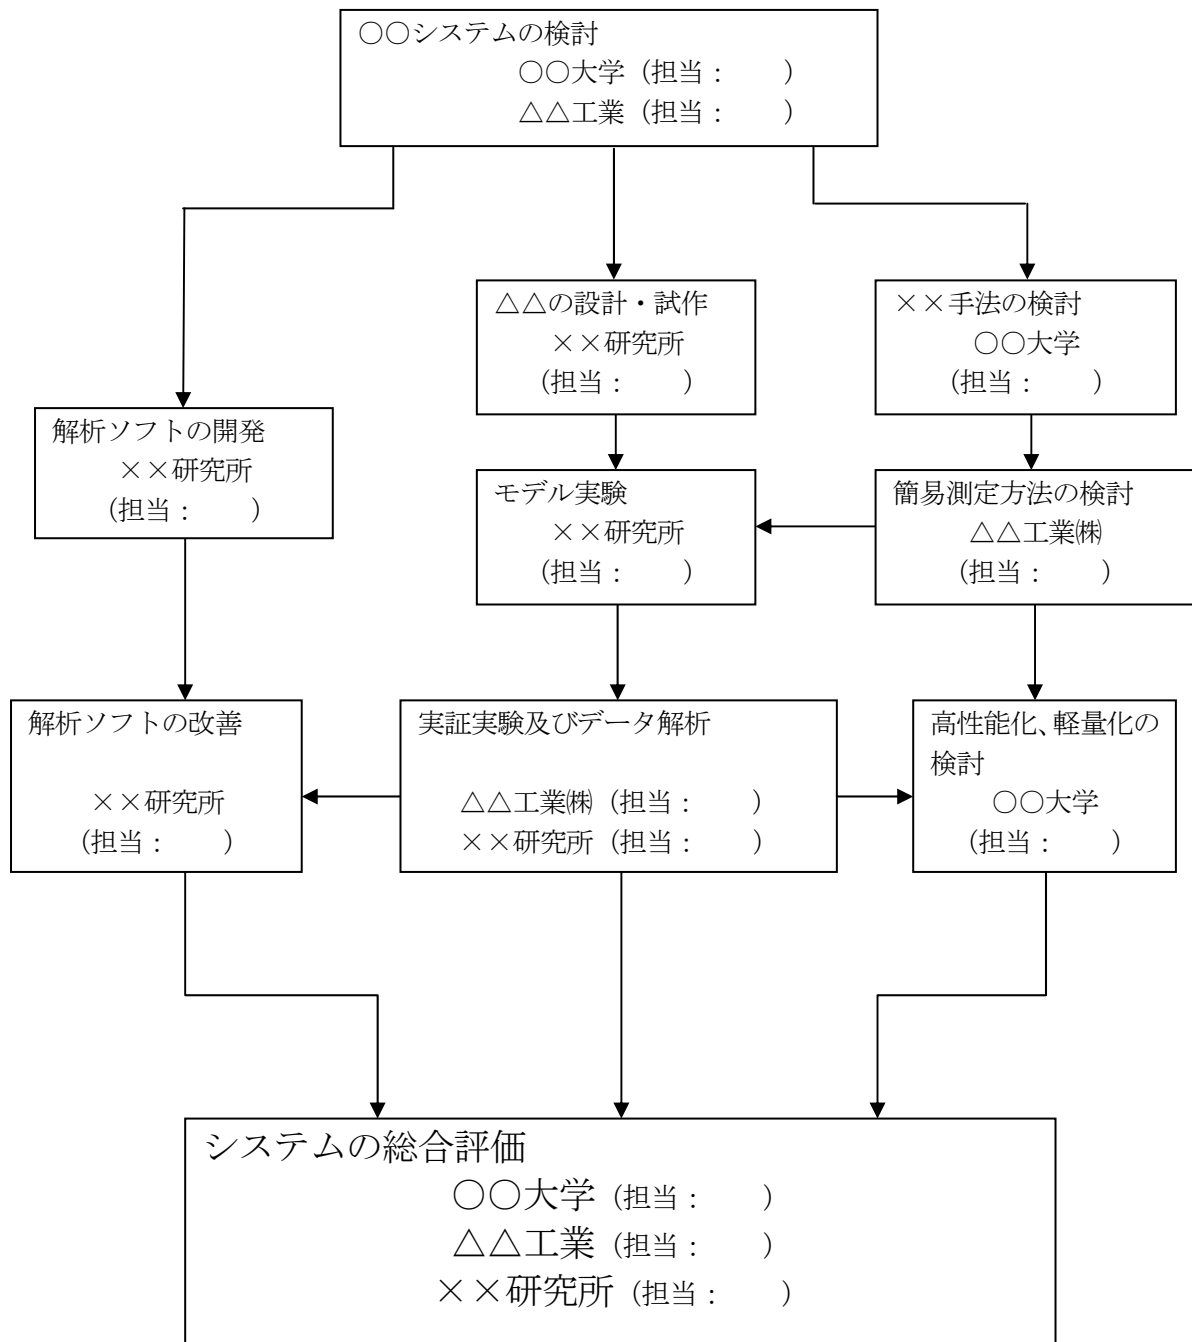 ○○システムの検討
○○大学（担当：　　）
△△工業（担当：　　）
△△の設計・試作
××研究所
（担当：　　）
××手法の検討
○○大学
（担当：　　）
解析ソフトの開発
××研究所
（担当：　　）
モデル実験
××研究所
（担当：　　）
簡易測定方法の検討
△△工業㈱
（担当：　　）
解析ソフトの改善
××研究所
（担当：　　）
実証実験及びデータ解析
△△工業㈱（担当：　　）
××研究所（担当：　　）
高性能化、軽量化の
検討
○○大学
（担当：　　）
システムの総合評価
○○大学（担当：　　）
△△工業（担当：　　）
××研究所（担当：　　）